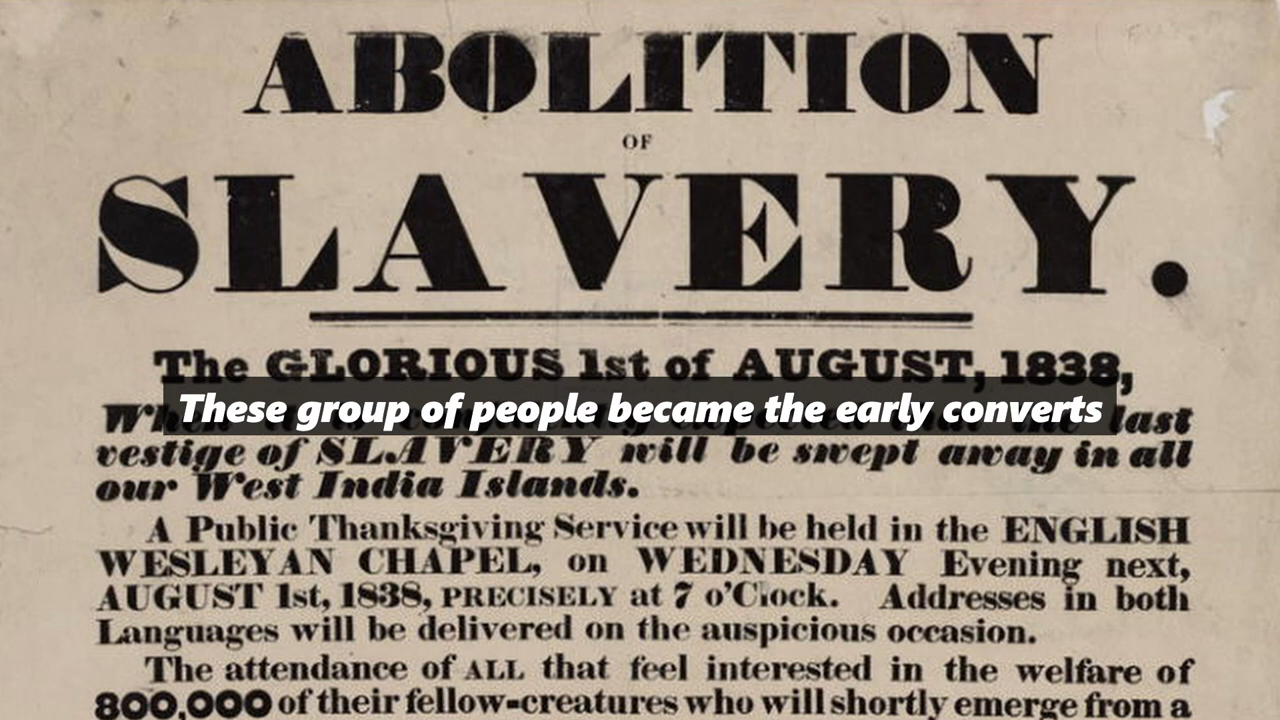 ABOLITION
OF
SLAVERY.
The GLORIOUS 1st of AUGUST, 1838,
These group of people became the early converts
last
vestige of SLAVERY will be swept away in all
our West India Islands.
A Public Thanksgiving Service will be held in the ENGLISH
WESLEYAN CHAPEL, on WEDNESDAY Evening next,
AUGUST 1st, 1838, PRECISELY at 7 o'Clock. Addresses in both
Languages will be delivered on the auspicious occasion.
The attendance of ALL that feel interested in the welfare of
800,000 of their fellow-creatures who will shortly emerge from a